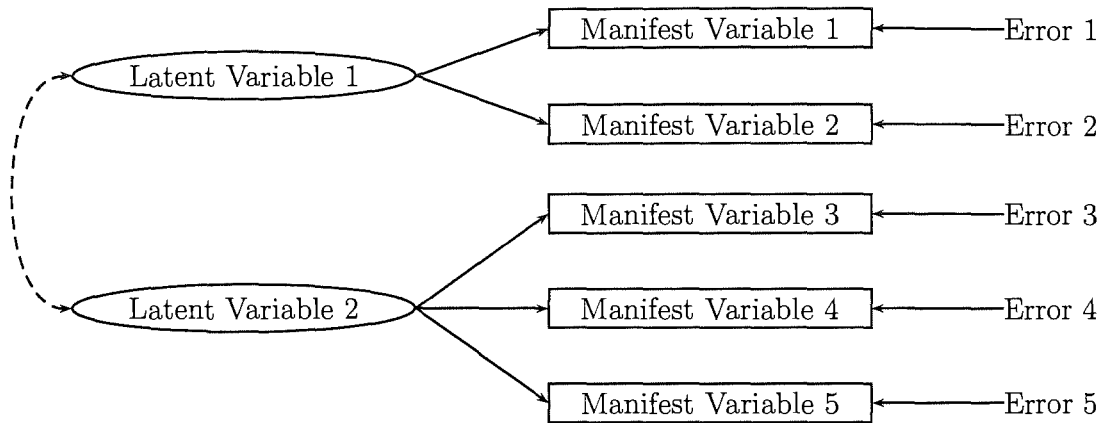 Manifest Variable 1
Error 1
Latent Variable 1
Manifest Variable 2
Error 2
Manifest Variable 3
Error 3
Latent Variable 2
Manifest Variable 4
Error 4
Manifest Variable 5
Error 5